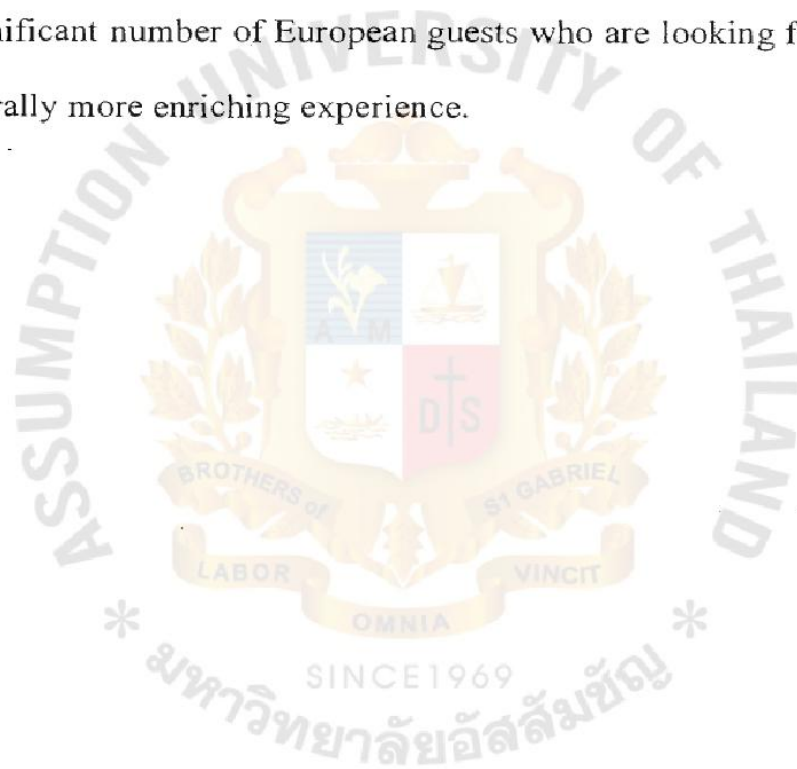 nificant number of European guests who are looking f
rally more enriching experience.
ASSUMPTION UNIVERSITY OF THAILAND
A M
D S
BROTHERS of ST GABRIEL
LABOR OMNIA VINCIT
SINCE 1969
* มหาวิทยาลัยอัสสัมชัญ *